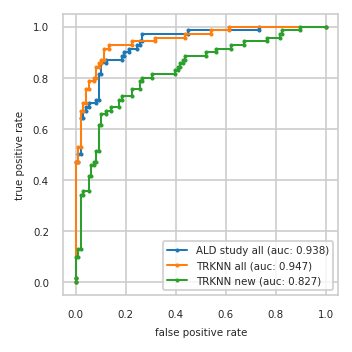 1.0
0.8
0.6
0.4
0.2
0.0
true positive rate
ALD study all (auc: 0.938)
TRKNN all (auc: 0.947)
TRKNN new (auc: 0.827)
0.0 0.2 0.4 0.6 0.8 1.0
false positive rate